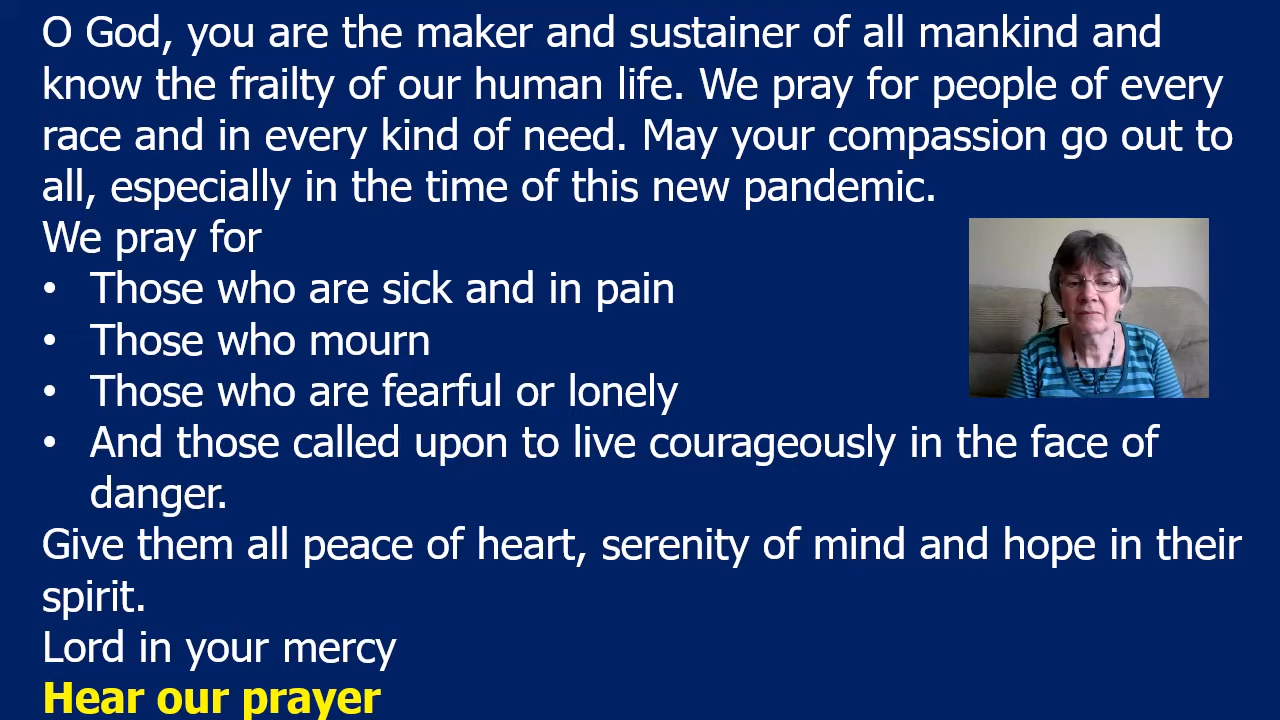 O God, you are the maker and sustainer of all mankind and
know the frailty of our human life. We pray for people of every
race and in every kind of need. May your compassion go out to
all, especially in the time of this new pandemic.
We pray for
• Those who are sick and in pain
• Those who mourn
• Those who are fearful or lonely
• And those called upon to live courageously in the face of
danger.
Give them all peace of heart, serenity of mind and hope in their
spirit.
Lord in your mercy
Hear our prayer